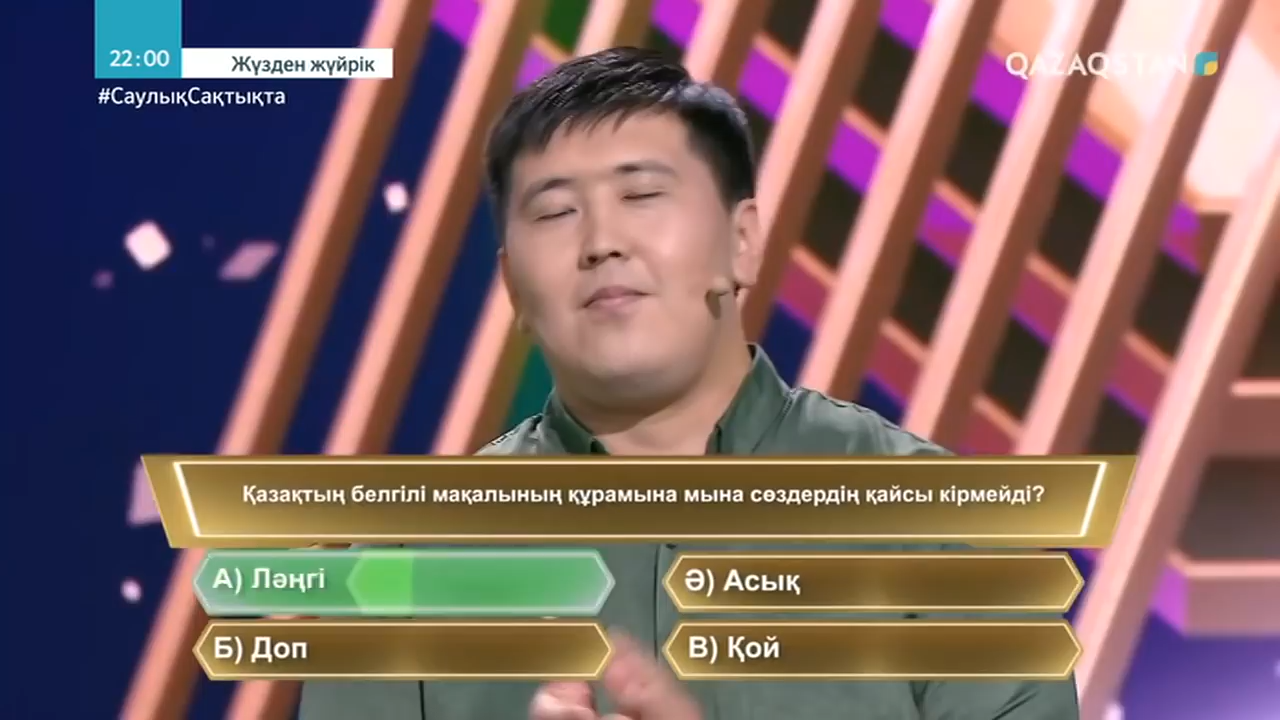 22:00
Жүзден жүйрік
QAZAQSTAN
#СаулықСақтықта
Қазақтың белгілі мақалының құрамына мына сөздердің қайсы кірмейді?
А) Ләңгі
Ә) Асық
Б) Доп
В) Қой